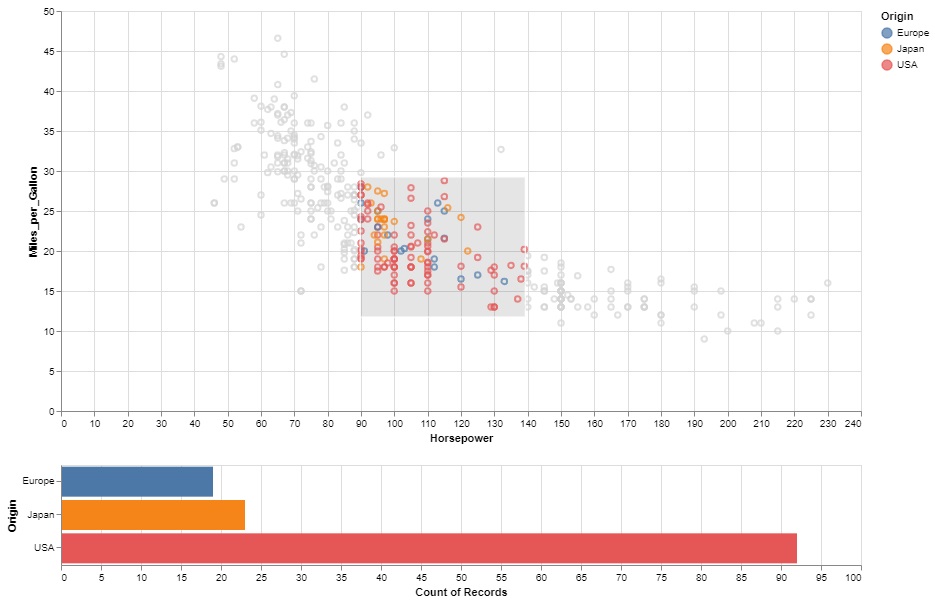 50
45
40
35
30
25
20
15
10
5
0
Miles_per_Gallon
0 10 20 30 40 50 60 70 80 90 100 110 120 130 140 150 160 170 180 190 200 210 220 230 240
Horsepower
Origin
Europe
Japan
USA
Origin
Europe
Japan
USA
0 5 10 15 20 25 30 35 40 45 50 55 60 65 70 75 80 85 90 95 100
Count of Records